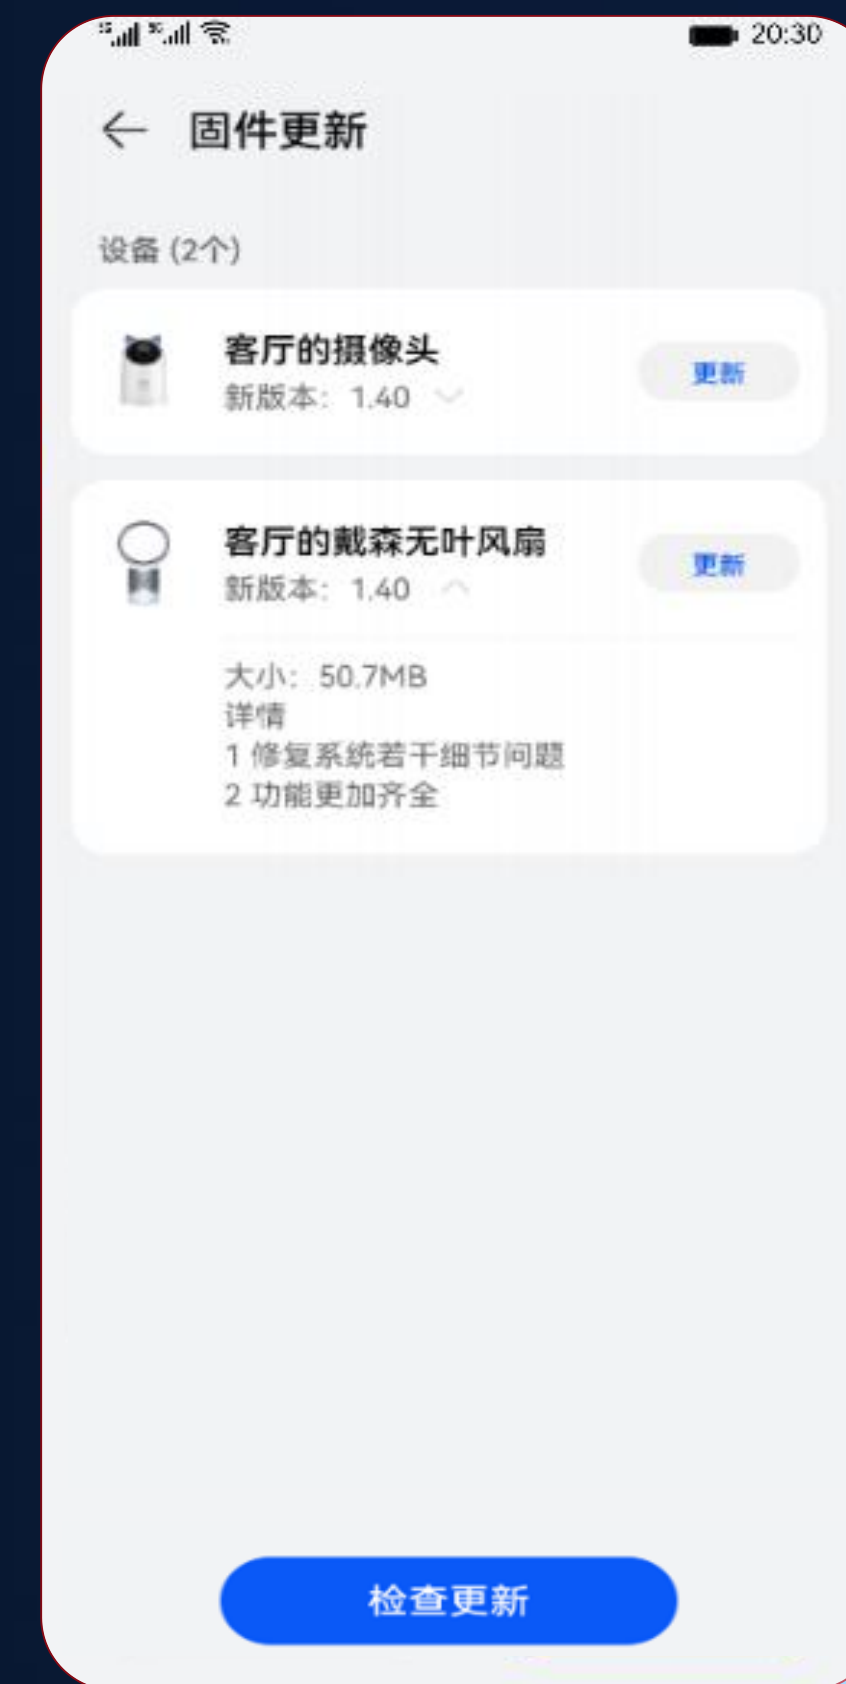 20:30
固件更新
设备 (2个)
客厅的摄像头
新版本：1.40
更新
客厅的戴森无叶风扇
新版本：1.40
更新
大小：50.7MB
详情
1 修复系统若干细节问题
2 功能更加齐全
检查更新